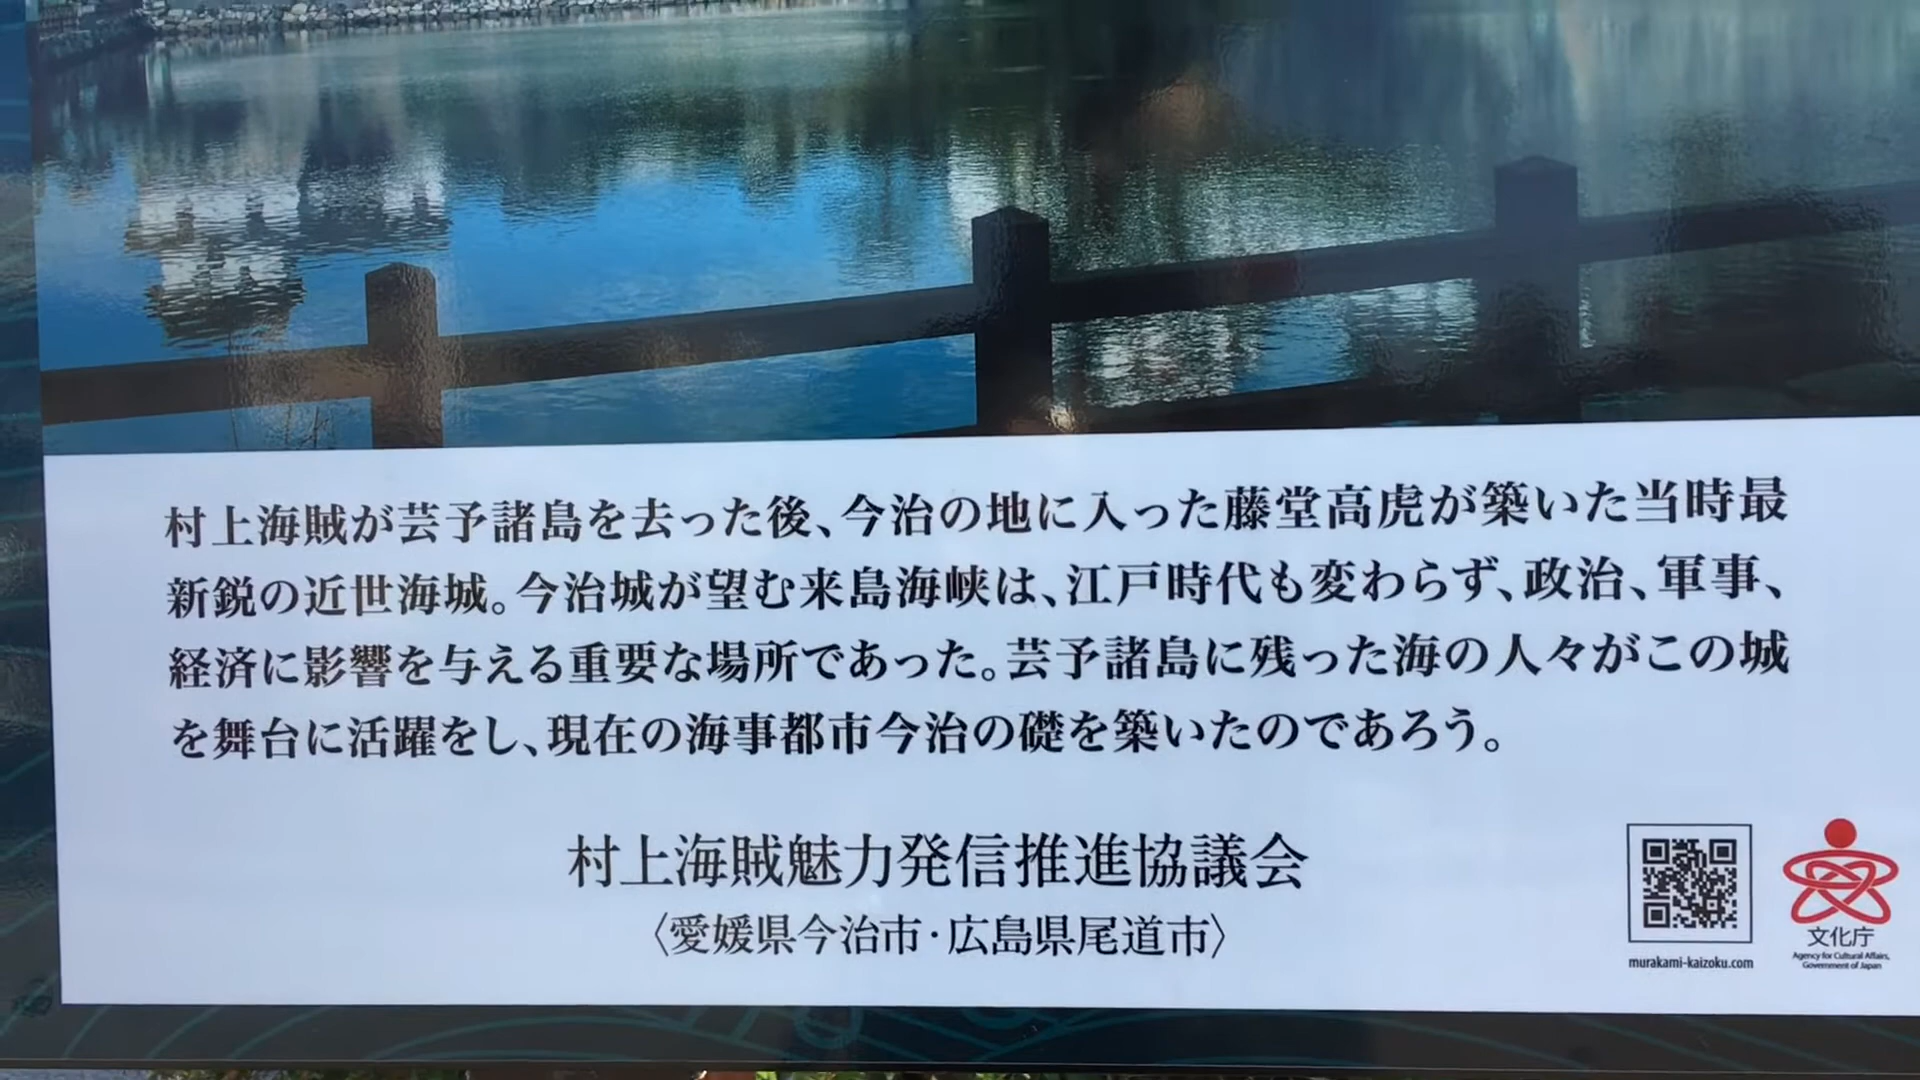 村上海賊が芸予諸島を去った後、今治の地に入った藤堂高虎が築いた当時最
新鋭の近世海城。今治城が望む来島海峡は、江戸時代も変わらず、政治、軍事、
経済に影響を与える重要な場所であった。芸予諸島に残った海の人々がこの城
を舞台に活躍をし、現在の海事都市今治の礎を築いたのであろう。
村上海賊魅力発信推進協議会
〈愛媛県今治市・広島県尾道市〉
murakami-kaizoku.com
文化庁
Agency for Cultural Affairs,
Government of Japan